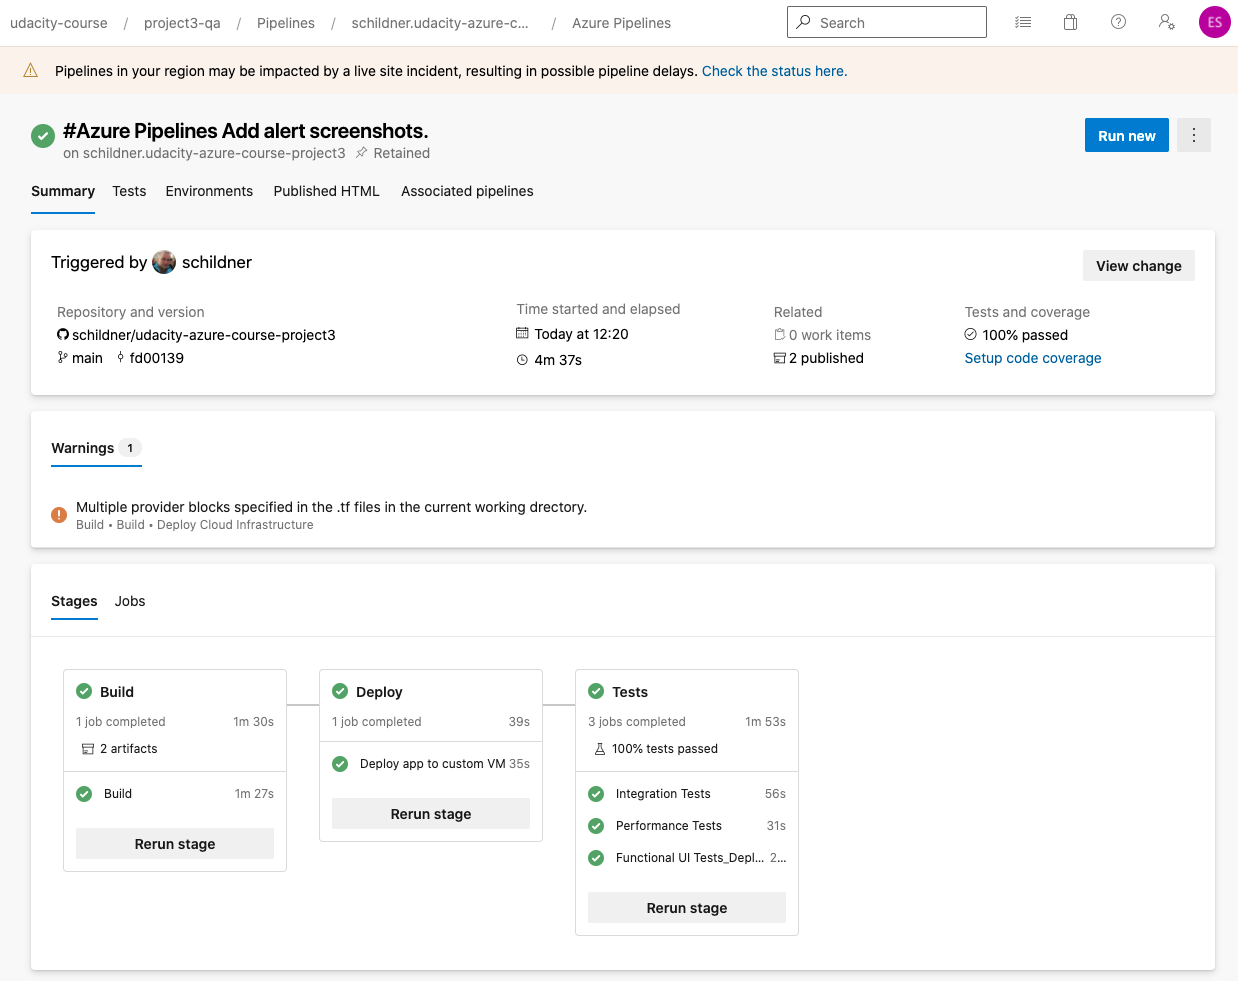 udacity-course / project3-qa / Pipelines / schildner.udacity-azure-c... / Azure Pipelines
Search
ES
Pipelines in your region may be impacted by a live site incident, resulting in possible pipeline delays. Check the status here.
#Azure Pipelines Add alert screenshots.
on schildner.udacity-azure-course-project3 Retained
Run new
Summary Tests Environments Published HTML Associated pipelines
Triggered by schildner
View change
Repository and version
schildner/udacity-azure-course-project3
main fd00139
Time started and elapsed
Today at 12:20
4m 37s
Related
0 work items
2 published
Tests and coverage
100% passed
Setup code coverage
Warnings 1
Multiple provider blocks specified in the .tf files in the current working drectory.
Build • Build • Deploy Cloud Infrastructure
Stages Jobs
Build
1 job completed 1m 30s
2 artifacts
Build 1m 27s
Rerun stage
Deploy
1 job completed 39s
Deploy app to custom VM 35s
Rerun stage
Tests
3 jobs completed 1m 53s
100% tests passed
Integration Tests 56s
Performance Tests 31s
Functional UI Tests_Depl... 2...
Rerun stage